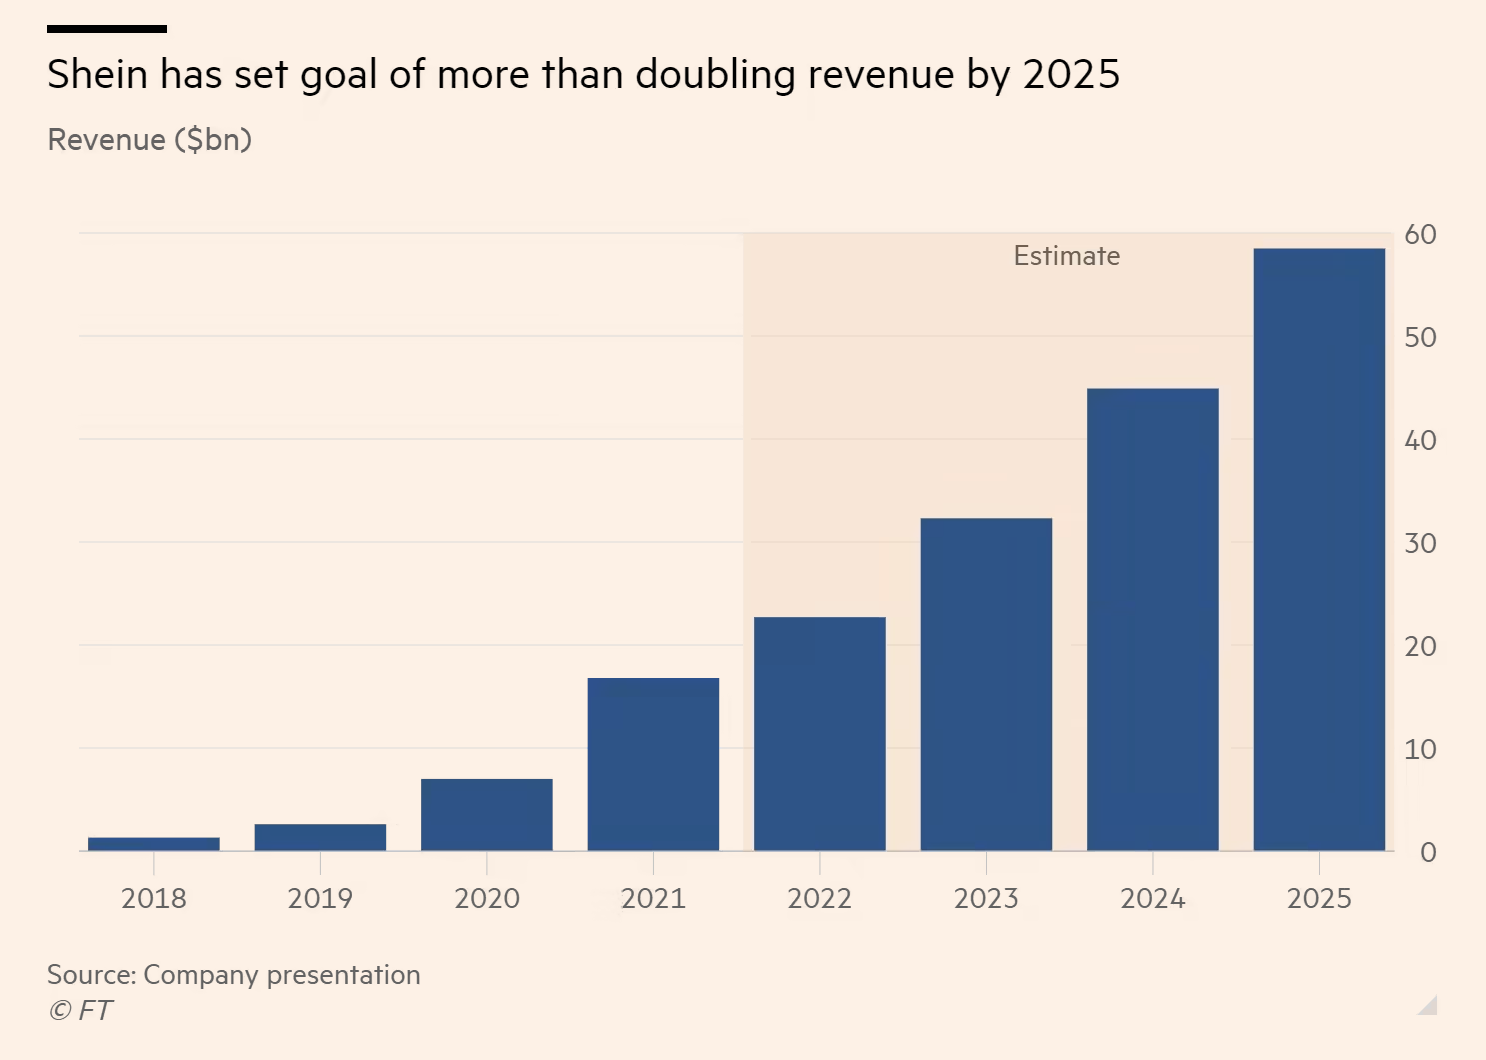 Shein has set goal of more than doubling revenue by 2025
Revenue ($bn)
60
Estimate
50
40
30
20
10
0
2018 2019 2020 2021 2022 2023 2024 2025
Source: Company presentation
© FT